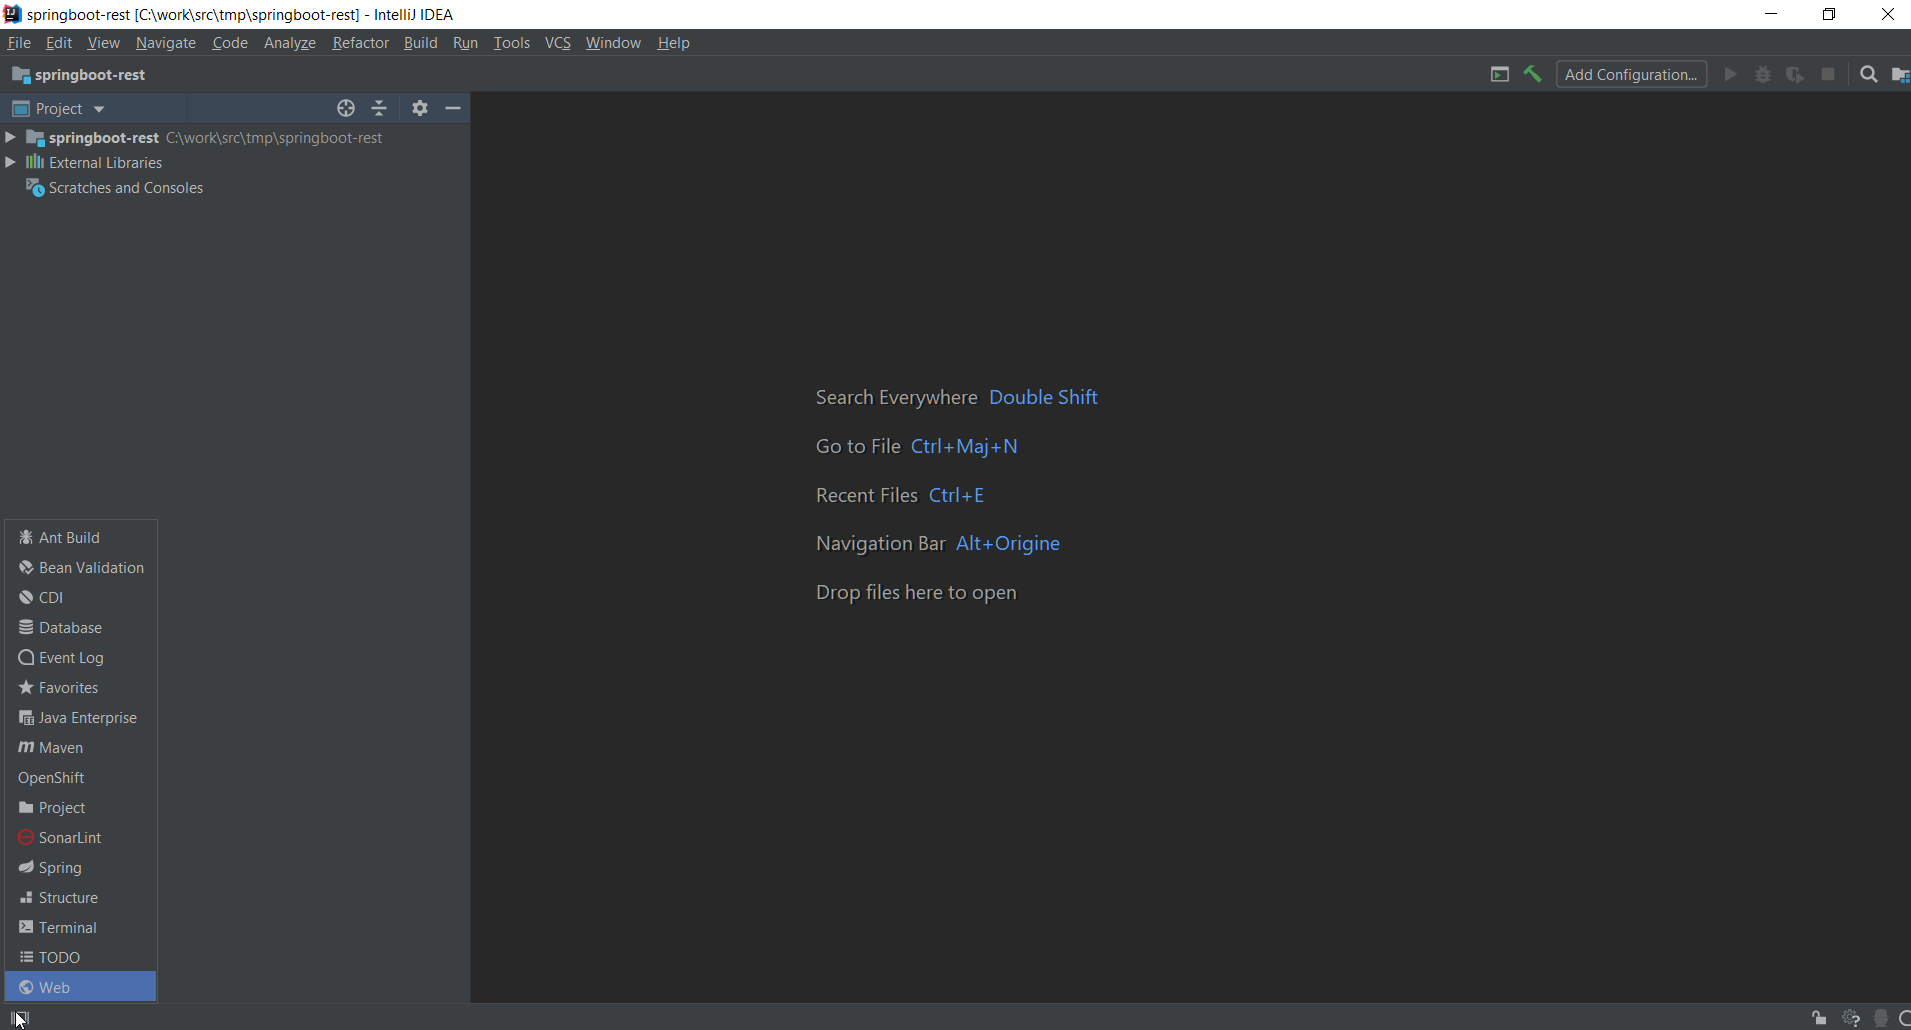 springboot-rest [C:\work\src\tmp\springboot-rest] - IntelliJ IDEA
File Edit View Navigate Code Analyze Refactor Build Run Tools VCS Window Help
springboot-rest
Add Configuration...
Project
springboot-rest C:\work\src\tmp\springboot-rest
External Libraries
Scratches and Consoles
Search Everywhere Double Shift
Go to File Ctrl+Maj+N
Recent Files Ctrl+E
Navigation Bar Alt+Origine
Drop files here to open
Ant Build
Bean Validation
CDI
Database
Event Log
Favorites
Java Enterprise
Maven
OpenShift
Project
SonarLint
Spring
Structure
Terminal
TODO
Web